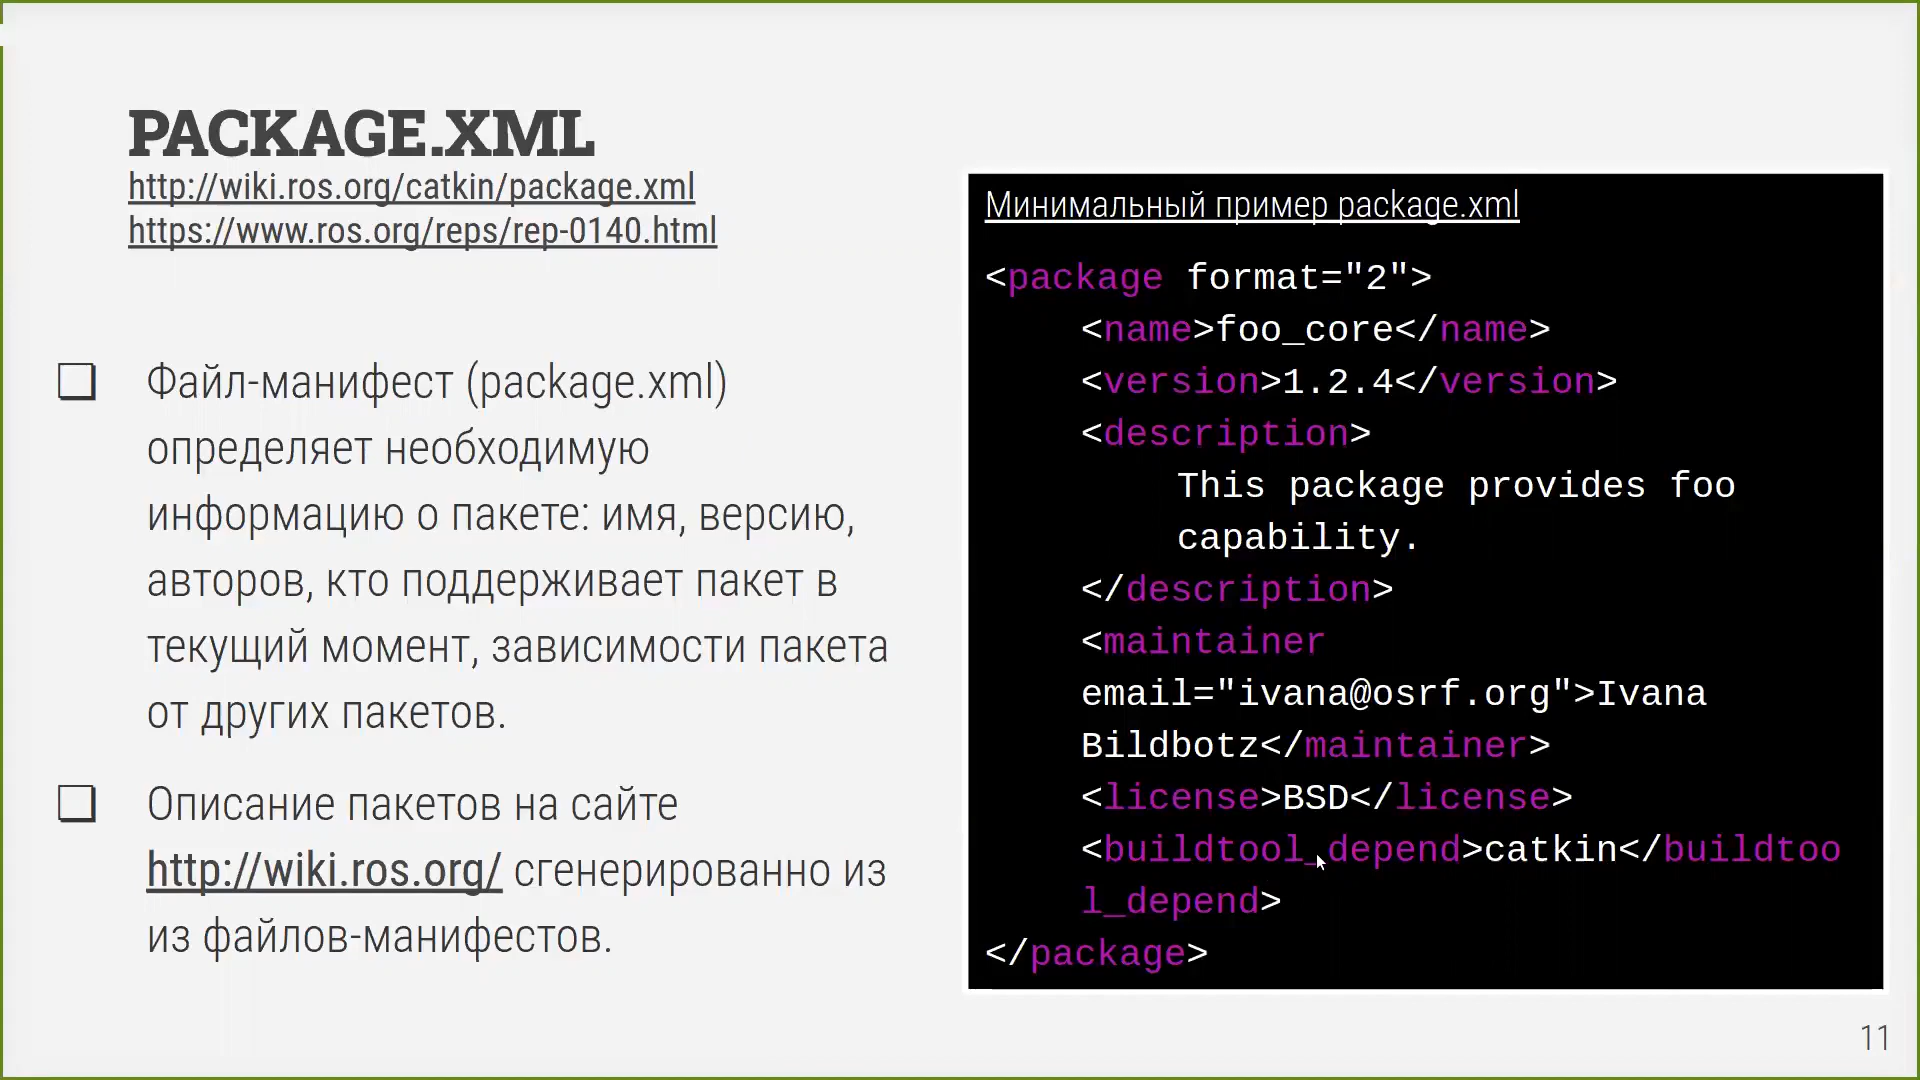 PACKAGE.XML
http://wiki.ros.org/catkin/package.xml
https://www.ros.org/reps/rep-0140.html
❏ Файл-манифест (package.xml)
определяет необходимую
информацию о пакете: имя, версию,
авторов, кто поддерживает пакет в
текущий момент, зависимости пакета
от других пакетов.
❏ Описание пакетов на сайте
http://wiki.ros.org/ сгенерированно из
из файлов-манифестов.
Минимальный пример package.xml
<package format="2">
<name>foo_core</name>
<version>1.2.4</version>
<description>
This package provides foo
capability.
</description>
<maintainer
email="ivana@osrf.org">Ivana
Bildbotz</maintainer>
<license>BSD</license>
<buildtool_depend>catkin</buildtoo
l_depend>
</package>
11